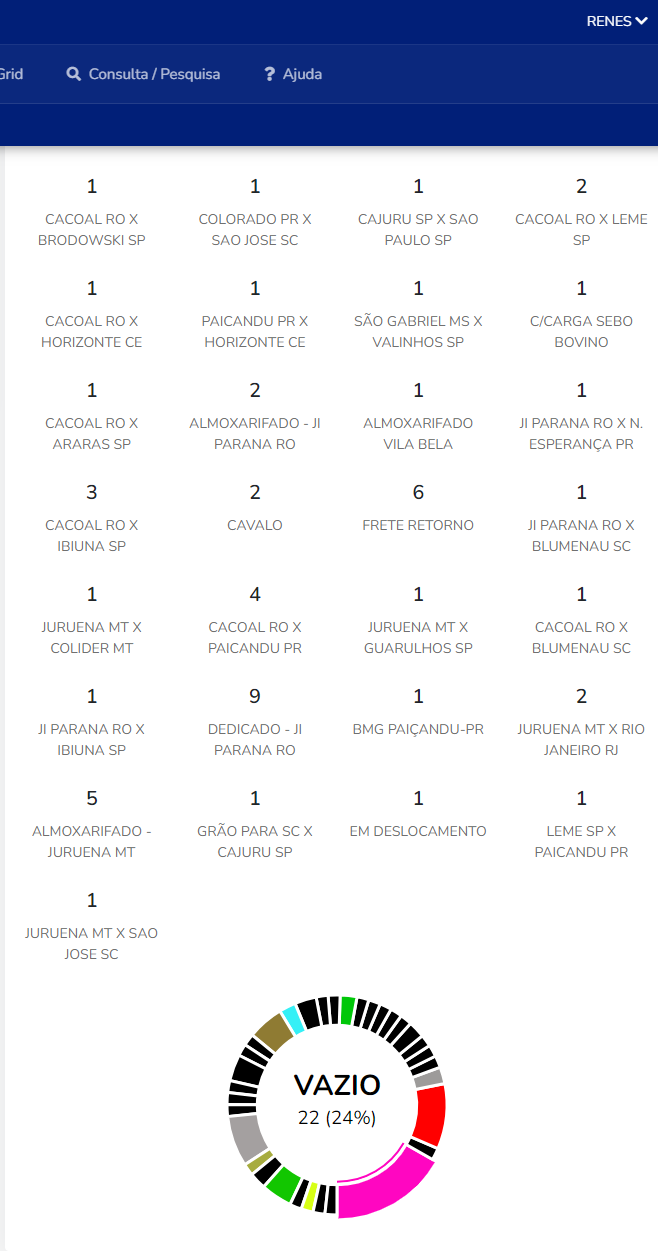 RENES
Grid
Consulta / Pesquisa
Ajuda
1
CACOAL RO X
BRODOWSKI SP
1
COLORADO PR X
SAO JOSE SC
1
CAJURU SP X SAO
PAULO SP
2
CACOAL RO X LEME
SP
1
CACOAL RO X
HORIZONTE CE
1
PAICANDU PR X
HORIZONTE CE
1
SÃO GABRIEL MS X
VALINHOS SP
1
C/CARGA SEBO
BOVINO
1
CACOAL RO X
ARARAS SP
2
ALMOXARIFADO - JI
PARANA RO
1
ALMOXARIFADO
VILA BELA
1
JI PARANA RO X N.
ESPERANÇA PR
3
CACOAL RO X
IBIUNA SP
2
CAVALO
6
FRETE RETORNO
1
JI PARANA RO X
BLUMENAU SC
1
JURUENA MT X
COLIDER MT
4
CACOAL RO X
PAICANDU PR
1
JURUENA MT X
GUARULHOS SP
1
CACOAL RO X
BLUMENAU SC
1
JI PARANA RO X
IBIUNA SP
9
DEDICADO - JI
PARANA RO
1
BMG PAIÇANDU-PR
2
JURUENA MT X RIO
JANEIRO RJ
5
ALMOXARIFADO -
JURUENA MT
1
GRÃO PARA SC X
CAJURU SP
1
EM DESLOCAMENTO
1
LEME SP X
PAICANDU PR
1
JURUENA MT X SAO
JOSE SC
VAZIO
22 (24%)